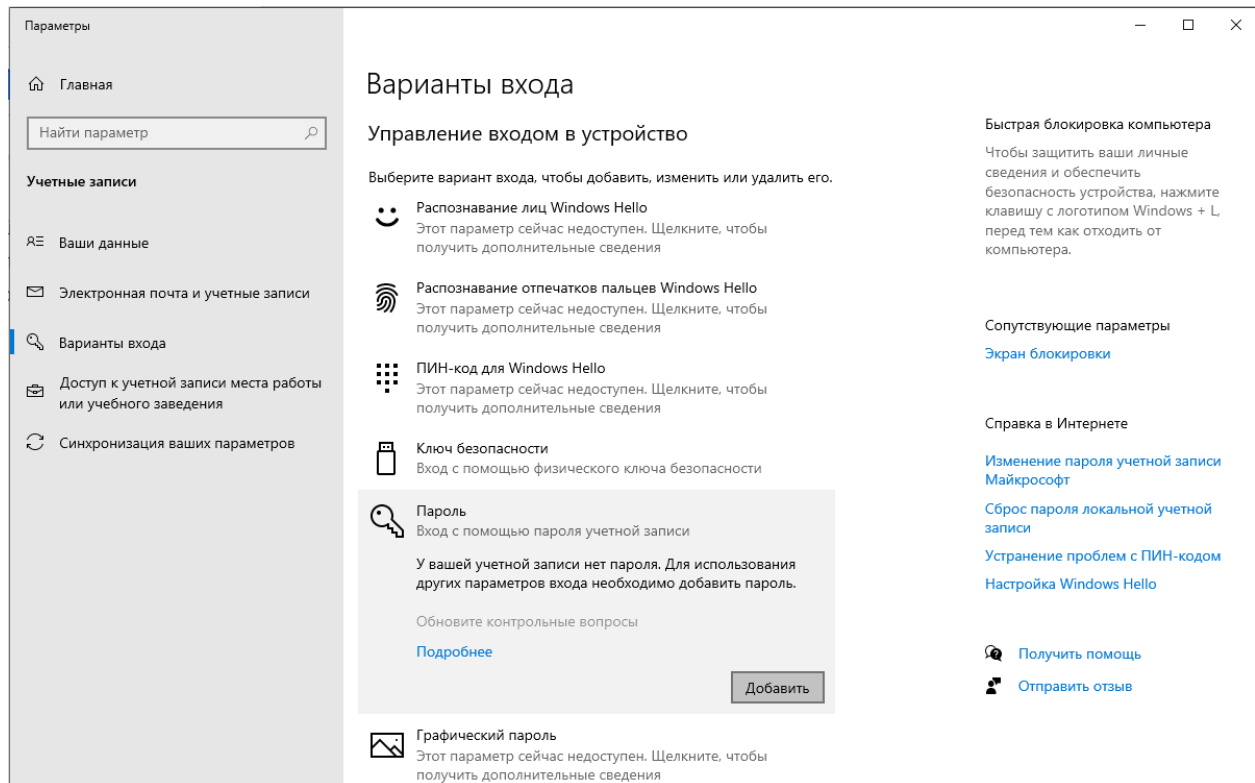 Параметры
Главная
Найти параметр
Учетные записи
Ваши данные
Электронная почта и учетные записи
Варианты входа
Доступ к учетной записи места работы
или учебного заведения
Синхронизация ваших параметров
Варианты входа
Управление входом в устройство
Выберите вариант входа, чтобы добавить, изменить или удалить его.
Распознавание лиц Windows Hello
Этот параметр сейчас недоступен. Щелкните, чтобы
получить дополнительные сведения
Распознавание отпечатков пальцев Windows Hello
Этот параметр сейчас недоступен. Щелкните, чтобы
получить дополнительные сведения
ПИН-код для Windows Hello
Этот параметр сейчас недоступен. Щелкните, чтобы
получить дополнительные сведения
Ключ безопасности
Вход с помощью физического ключа безопасности
Пароль
Вход с помощью пароля учетной записи
У вашей учетной записи нет пароля. Для использования
других параметров входа необходимо добавить пароль.
Обновите контрольные вопросы
Подробнее
Добавить
Графический пароль
Этот параметр сейчас недоступен. Щелкните, чтобы
получить дополнительные сведения
Быстрая блокировка компьютера
Чтобы защитить ваши личные
сведения и обеспечить
безопасность устройства, нажмите
клавишу с логотипом Windows + L,
перед тем как отходить от
компьютера.
Сопутствующие параметры
Экран блокировки
Справка в Интернете
Изменение пароля учетной записи
Майкрософт
Сброс пароля локальной учетной
записи
Устранение проблем с ПИН-кодом
Настройка Windows Hello
Получить помощь
Отправить отзыв